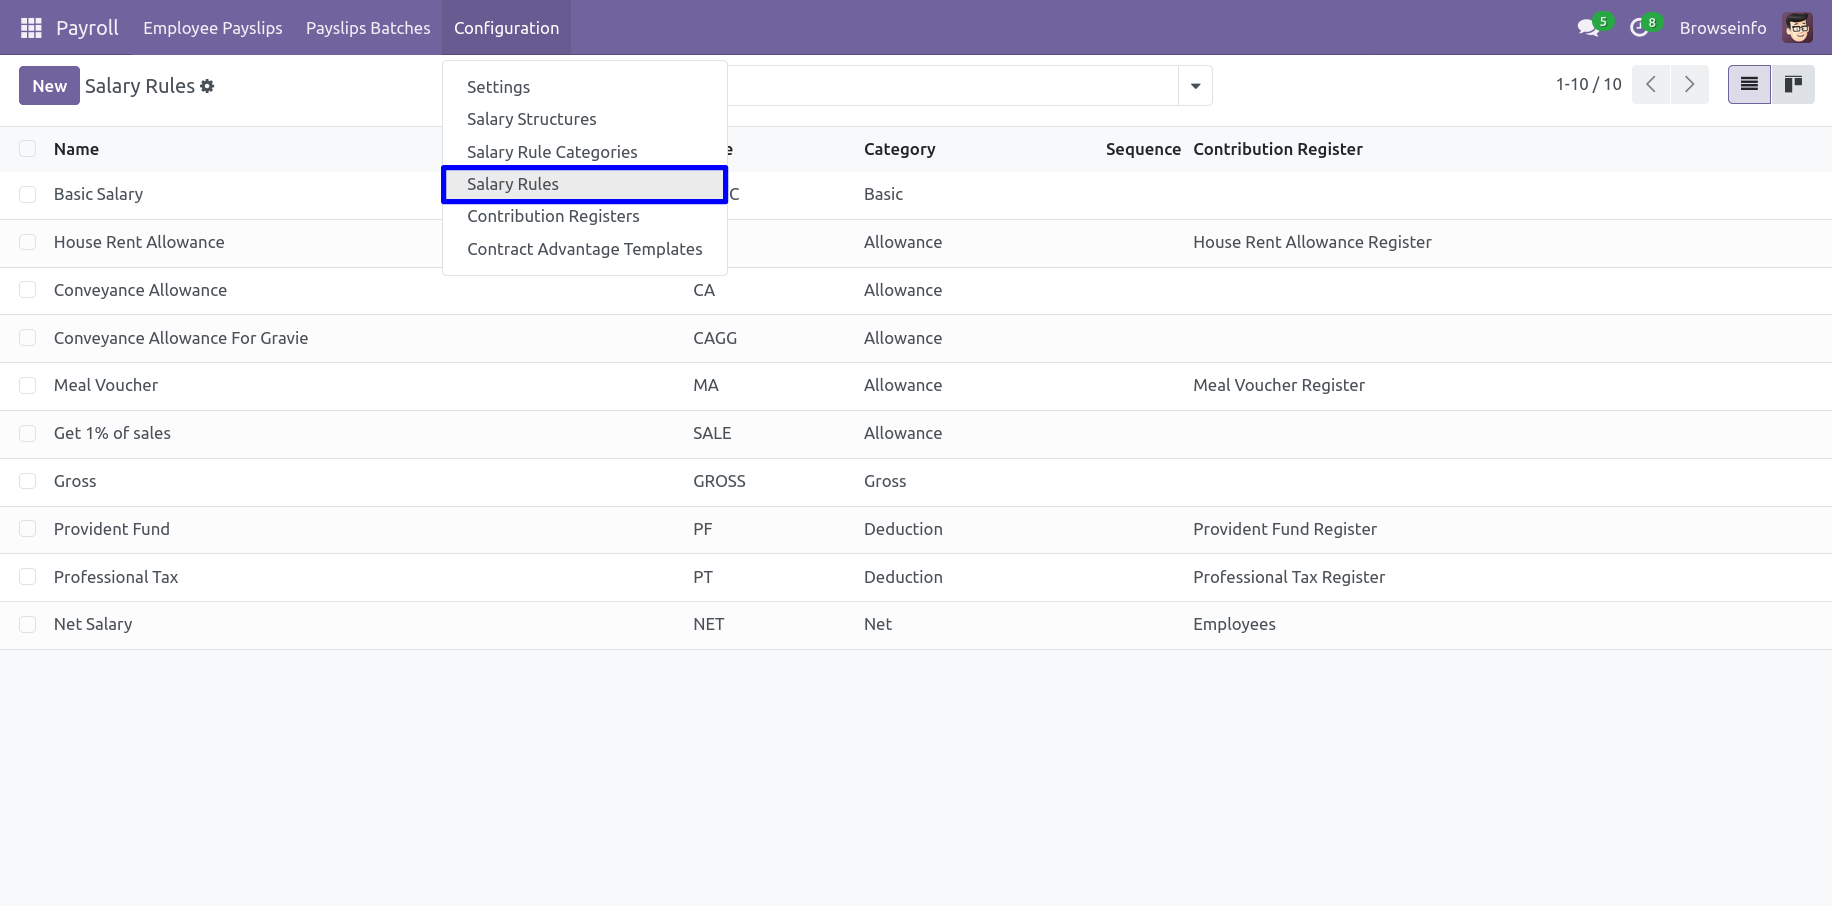 Payroll Employee Payslips Payslips Batches Configuration 5 8 Browseinfo
New Salary Rules 1-10 / 10
Settings
Salary Structures
Salary Rule Categories
Salary Rules
Contribution Registers
Contract Advantage Templates
Name Category Sequence Contribution Register
Basic Salary Basic
House Rent Allowance Allowance House Rent Allowance Register
Conveyance Allowance CA Allowance
Conveyance Allowance For Gravie CAGG Allowance
Meal Voucher MA Allowance Meal Voucher Register
Get 1% of sales SALE Allowance
Gross GROSS Gross
Provident Fund PF Deduction Provident Fund Register
Professional Tax PT Deduction Professional Tax Register
Net Salary NET Net Employees